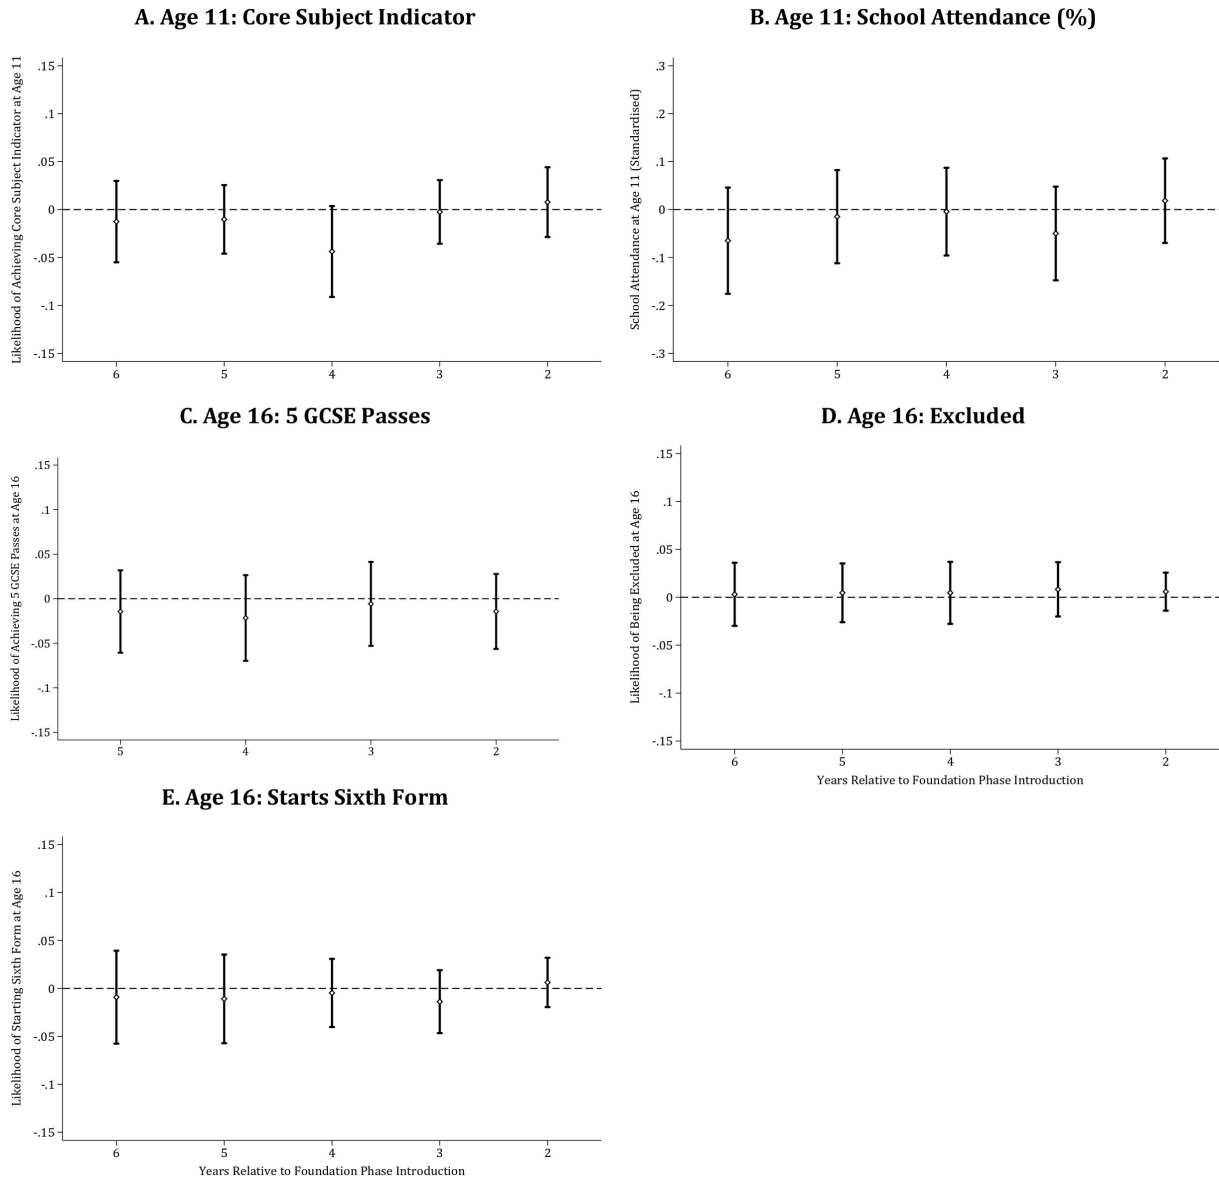 A. Age 11: Core Subject Indicator
Likelihood of Achieving Core Subject Indicator at Age 11
.15
.1
.05
0
-.05
-.1
-.15
6 5 4 3 2
B. Age 11: School Attendance (%)
School Attendance at Age 11 (Standardised)
.3
.2
.1
0
-.1
-.2
-.3
6 5 4 3 2
C. Age 16: 5 GCSE Passes
Likelihood of Achieving 5 GCSE Passes at Age 16
.15
.1
.05
0
-.05
-.1
-.15
5 4 3 2
D. Age 16: Excluded
Likelihood of Being Excluded at Age 16
.15
.1
.05
0
-.05
-.1
-.15
6 5 4 3 2
Years Relative to Foundation Phase Introduction
E. Age 16: Starts Sixth Form
Likelihood of Starting Sixth Form at Age 16
.15
.1
.05
0
-.05
-.1
-.15
6 5 4 3 2
Years Relative to Foundation Phase Introduction